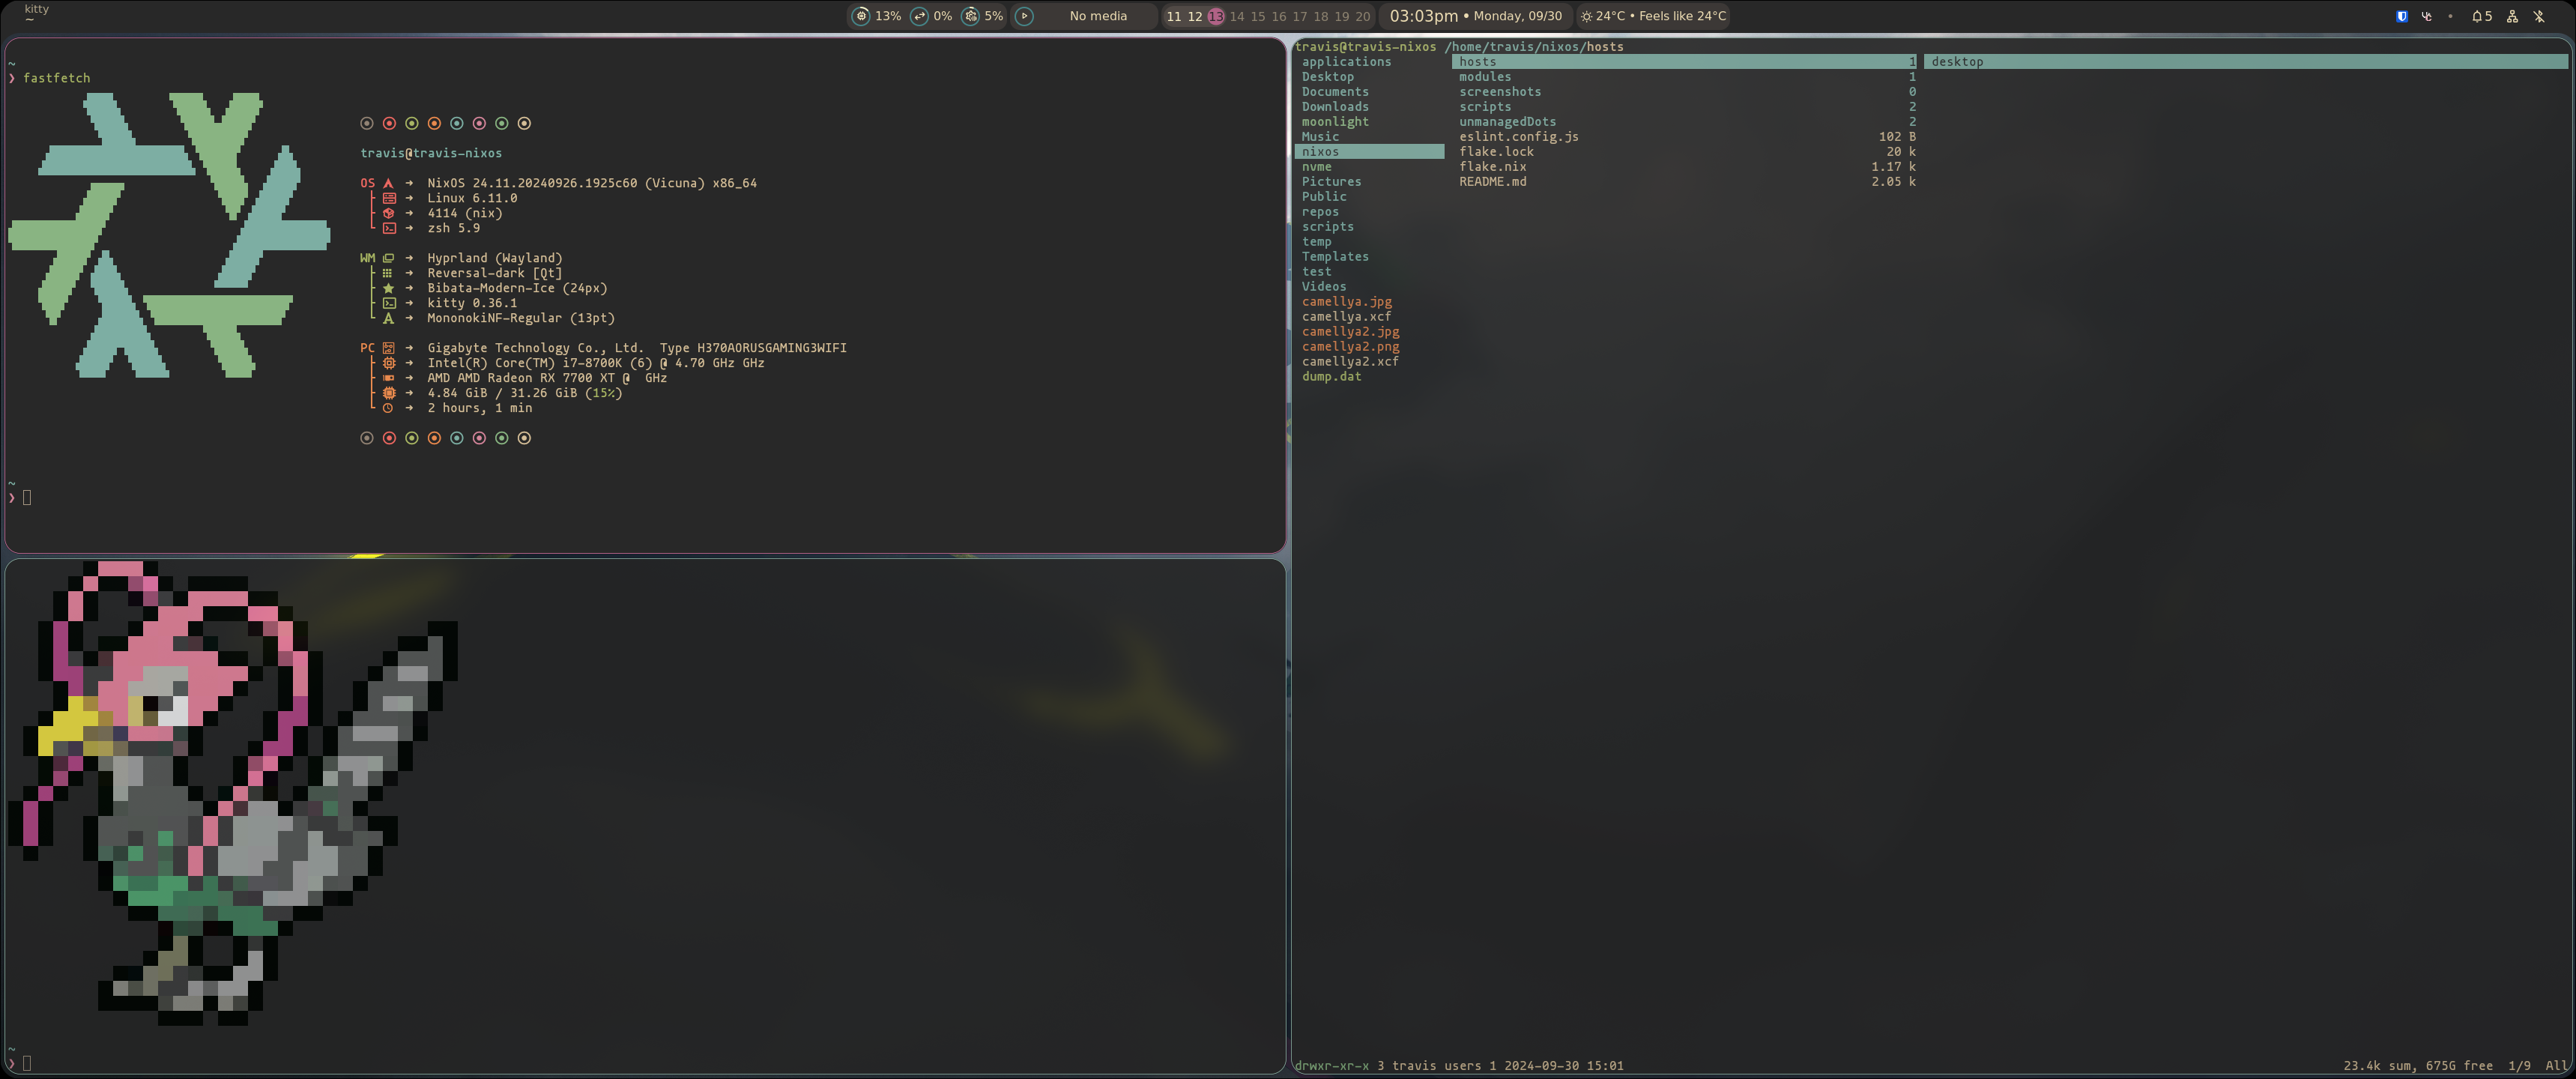 kitty
~
13% 0% 5% No media 11 12 13 14 15 16 17 18 19 20 03:03pm • Monday, 09/30 24°C • Feels like 24°C 5
~
❯ fastfetch
travis@travis-nixos
OS → NixOS 24.11.20240926.1925c60 (Vicuna) x86_64
→ Linux 6.11.0
→ 4114 (nix)
→ zsh 5.9
WM → Hyprland (Wayland)
→ Reversal-dark [Qt]
→ Bibata-Modern-Ice (24px)
→ kitty 0.36.1
→ MononokiNF-Regular (13pt)
PC → Gigabyte Technology Co., Ltd.  Type H370AORUSGAMING3WIFI
→ Intel(R) Core(TM) i7-8700K (6) @ 4.70 GHz GHz
→ AMD AMD Radeon RX 7700 XT @  GHz
→ 4.84 GiB / 31.26 GiB (15%)
→ 2 hours, 1 min
~
❯
~
❯
travis@travis-nixos /home/travis/nixos/hosts
applications
Desktop
Documents
Downloads
moonlight
Music
nixos
nvme
Pictures
Public
repos
scripts
temp
Templates
test
Videos
camellya.jpg
camellya.xcf
camellya2.jpg
camellya2.png
camellya2.xcf
dump.dat
hosts 1
modules 1
screenshots 0
scripts 2
unmanagedDots 2
eslint.config.js 102 B
flake.lock 20 k
flake.nix 1.17 k
README.md 2.05 k
desktop
drwxr-xr-x 3 travis users 1 2024-09-30 15:01 23.4k sum, 675G free 1/9 All